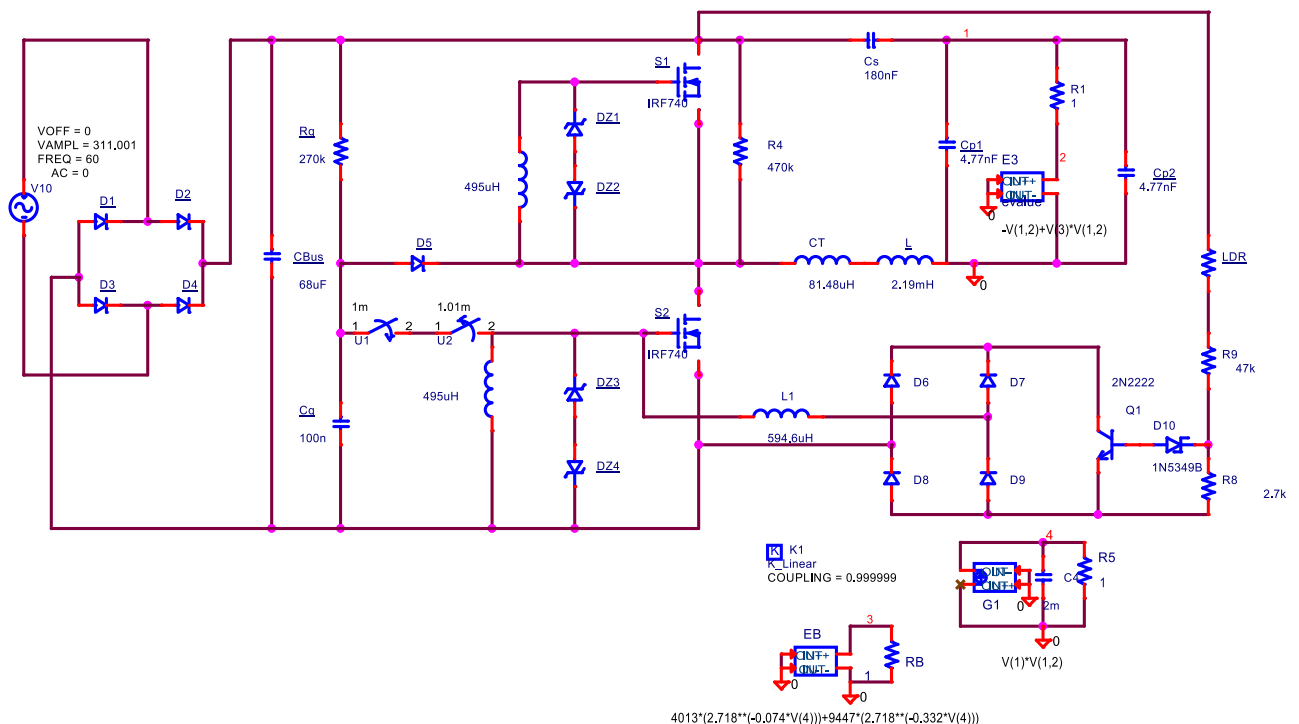 VOFF = 0
VAMPL = 311.001
FREQ = 60
AC = 0
V10
D1
D2
D3
D4
CBus
68uF
Rq
270k
D5
1m
1
2
U1
1.01m
1
2
U2
Cq
100n
495uH
495uH
DZ1
DZ2
DZ3
DZ4
S1
IRF740
S2
IRF740
R4
470k
Cs
180nF
1
Cp1
4.77nF
R1
1
2
E3
evalue
0
-V(1,2)+V(3)*V(1,2)
Cp2
4.77nF
CT
81.48uH
L
2.19mH
0
LDR
R9
47k
L1
594.6uH
D6
D7
D8
D9
2N2222
Q1
D10
1N5349B
R8
2.7k
K K1
K_Linear
COUPLING = 0.999999
4
G1
0
C4
2m
R5
1
0
V(1)*V(1,2)
EB
3
RB
1
0
0
4013*(2.718**(-0.074*V(4)))+9447*(2.718**(-0.332*V(4)))